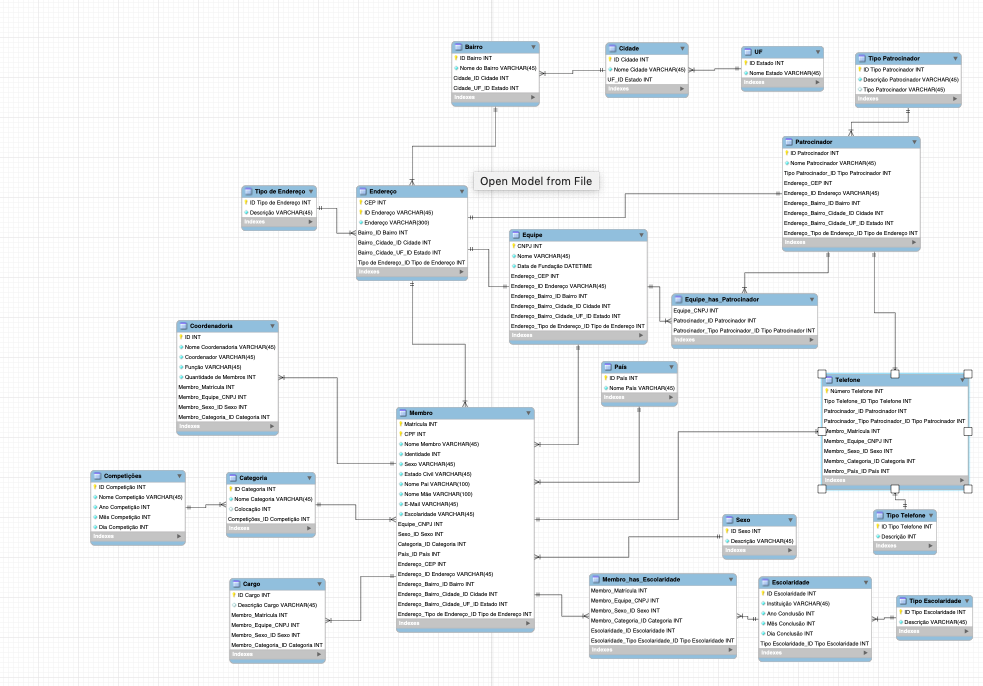 Bairro
ID Bairro INT
Nome do Bairro VARCHAR(45)
Cidade_ID Cidade INT
Cidade_UF_ID Estado INT
Indexes
Cidade
ID Cidade INT
Nome Cidade VARCHAR(45)
UF_ID Estado INT
Indexes
UF
ID Estado INT
Nome Estado VARCHAR(45)
Indexes
Tipo Patrocinador
ID Tipo Patrocinador INT
Descrição Patrocinador VARCHAR(45)
Tipo Patrocinador VARCHAR(45)
Indexes
Patrocinador
ID Patrocinador INT
Nome Patrocinador VARCHAR(45)
Tipo Patrocinador_ID Tipo Patrocinador INT
Endereço_CEP INT
Endereço_ID Endereço VARCHAR(45)
Endereço_Bairro_ID Bairro INT
Endereço_Bairro_Cidade_ID Cidade INT
Endereço_Bairro_Cidade_UF_ID Estado INT
Endereço_Tipo de Endereço_ID Tipo de Endereço INT
Indexes
Open Model from File
Tipo de Endereço
ID Tipo de Endereço INT
Descrição VARCHAR(45)
Indexes
Endereço
CEP INT
ID Endereço VARCHAR(45)
Endereço VARCHAR(300)
Bairro_ID Bairro INT
Bairro_Cidade_ID Cidade INT
Bairro_Cidade_UF_ID Estado INT
Tipo de Endereço_ID Tipo de Endereço INT
Indexes
Equipe
CNPJ INT
Nome VARCHAR(45)
Data de Fundação DATETIME
Endereço_CEP INT
Endereço_ID Endereço VARCHAR(45)
Endereço_Bairro_ID Bairro INT
Endereço_Bairro_Cidade_ID Cidade INT
Endereço_Bairro_Cidade_UF_ID Estado INT
Endereço_Tipo de Endereço_ID Tipo de Endereço INT
Indexes
Equipe_has_Patrocinador
Equipe_CNPJ INT
Patrocinador_ID Patrocinador INT
Patrocinador_Tipo Patrocinador_ID Tipo Patrocinador INT
Indexes
Coordenadoria
ID INT
Nome Coordenadoria VARCHAR(45)
Coordenador VARCHAR(45)
Função VARCHAR(45)
Quantidade de Membros INT
Membro_Matrícula INT
Membro_Equipe_CNPJ INT
Membro_Sexo_ID Sexo INT
Membro_Categoria_ID Categoria INT
Indexes
País
ID País INT
Nome País VARCHAR(45)
Indexes
Telefone
Número Telefone INT
Tipo Telefone_ID Tipo Telefone INT
Patrocinador_ID Patrocinador INT
Patrocinador_Tipo Patrocinador_ID Tipo Patrocinador INT
Membro_Matrícula INT
Membro_Equipe_CNPJ INT
Membro_Sexo_ID Sexo INT
Membro_Categoria_ID Categoria INT
Membro_País_ID País INT
Indexes
Membro
Matrícula INT
CPF INT
Nome Membro VARCHAR(45)
Identidade INT
Sexo VARCHAR(45)
Estado Civil VARCHAR(45)
Nome Pai VARCHAR(100)
Nome Mãe VARCHAR(100)
E-Mail VARCHAR(45)
Escolaridade VARCHAR(45)
Equipe_CNPJ INT
Sexo_ID Sexo INT
Categoria_ID Categoria INT
País_ID País INT
Endereço_CEP INT
Endereço_ID Endereço VARCHAR(45)
Endereço_Bairro_ID Bairro INT
Endereço_Bairro_Cidade_ID Cidade INT
Endereço_Bairro_Cidade_UF_ID Estado INT
Endereço_Tipo de Endereço_ID Tipo de Endereço INT
Indexes
Competições
ID Competição INT
Nome Competição VARCHAR(45)
Ano Competição INT
Mês Competição INT
Dia Competição INT
Indexes
Categoria
ID Categoria INT
Nome Categoria VARCHAR(45)
Colocação INT
Competições_ID Competição INT
Indexes
Sexo
ID Sexo INT
Descrição VARCHAR(45)
Indexes
Tipo Telefone
ID Tipo Telefone INT
Descrição INT
Indexes
Cargo
ID Cargo INT
Descrição Cargo VARCHAR(45)
Membro_Matrícula INT
Membro_Equipe_CNPJ INT
Membro_Sexo_ID Sexo INT
Membro_Categoria_ID Categoria INT
Indexes
Membro_has_Escolaridade
Membro_Matrícula INT
Membro_Equipe_CNPJ INT
Membro_Sexo_ID Sexo INT
Membro_Categoria_ID Categoria INT
Escolaridade_ID Escolaridade INT
Escolaridade_Tipo Escolaridade_ID Tipo Escolaridade INT
Indexes
Escolaridade
ID Escolaridade INT
Instituição VARCHAR(45)
Ano Conclusão INT
Mês Conclusão INT
Dia Conclusão INT
Tipo Escolaridade_ID Tipo Escolaridade INT
Indexes
Tipo Escolaridade
ID Tipo Escolaridade INT
Descrição VARCHAR(45)
Indexes